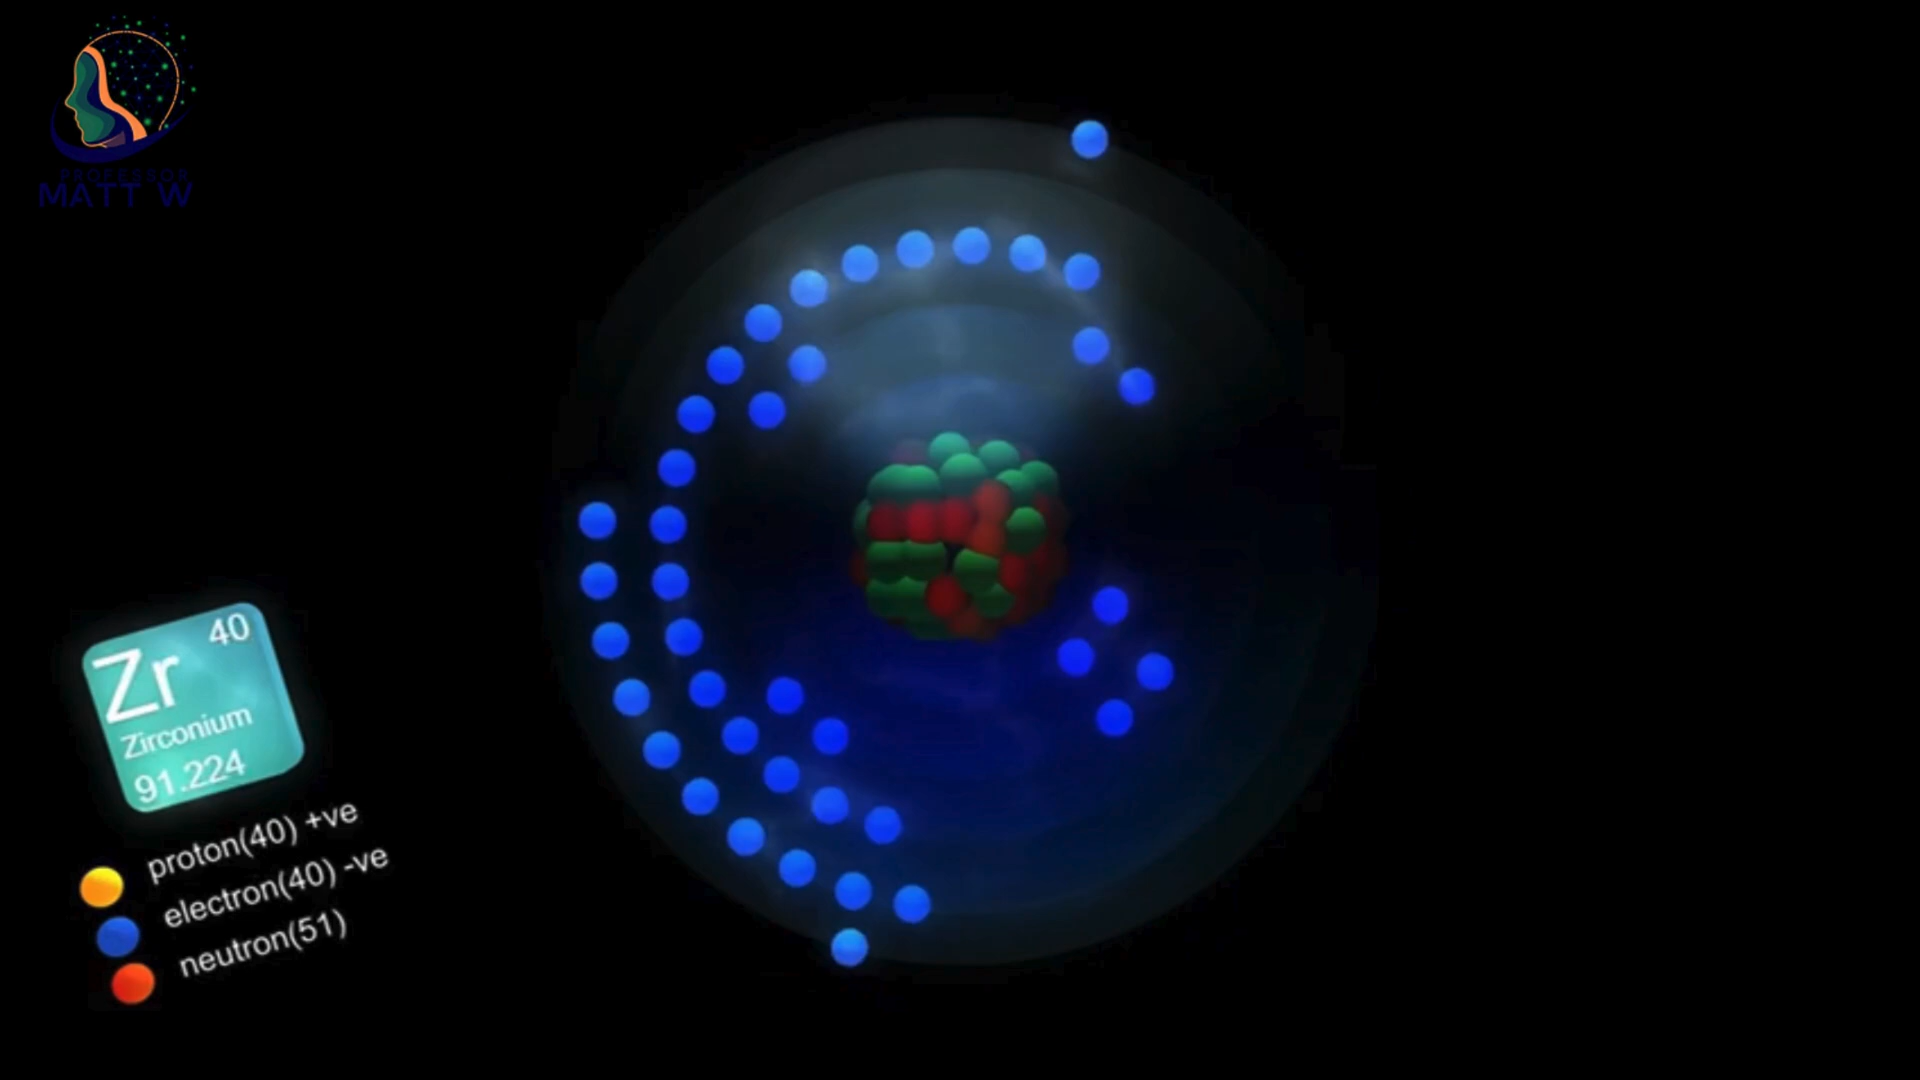 PROFESSOR
MATT W
40
Zr
Zirconium
91.224
proton(40) +ve
electron(40) -ve
neutron(51)